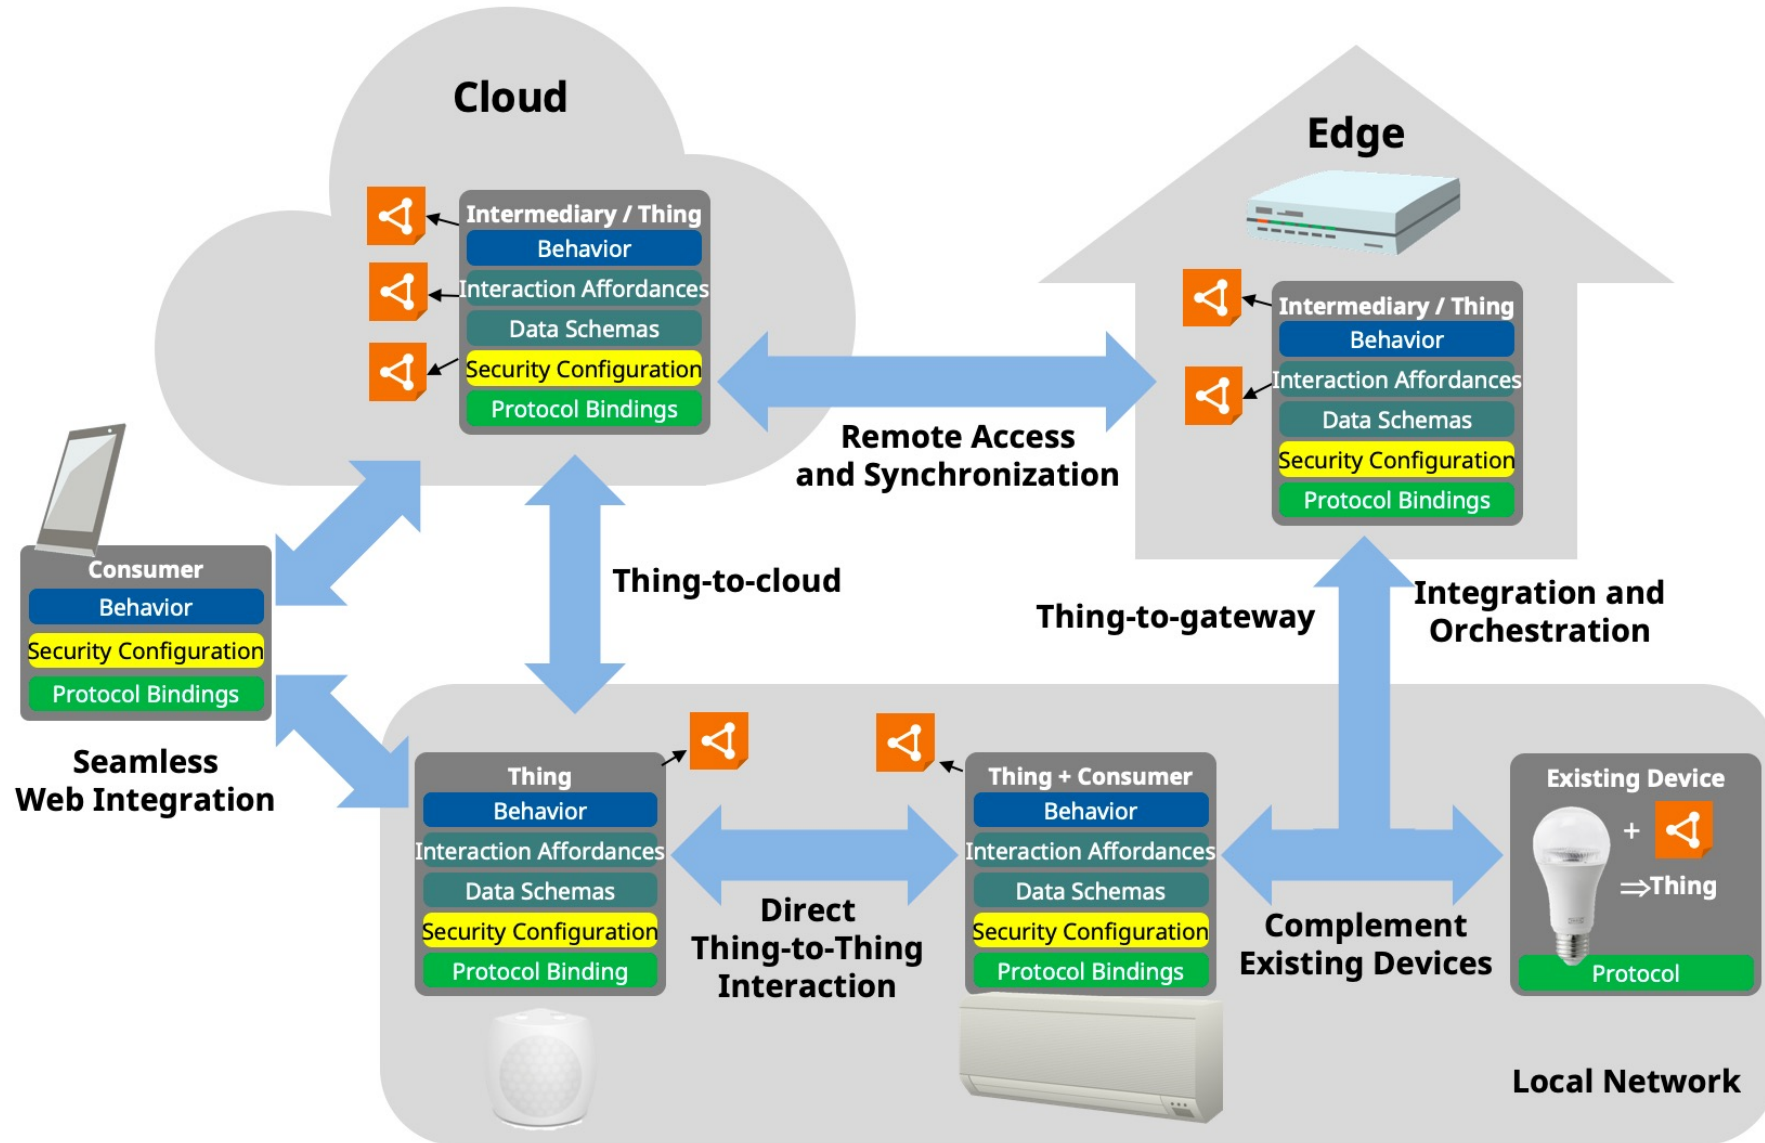 Cloud
Intermediary / Thing
Behavior
Interaction Affordances
Data Schemas
Security Configuration
Protocol Bindings
Edge
Intermediary / Thing
Behavior
Interaction Affordances
Data Schemas
Security Configuration
Protocol Bindings
Remote Access
and Synchronization
Consumer
Behavior
Security Configuration
Protocol Bindings
Thing-to-cloud
Thing-to-gateway
Integration and
Orchestration
Seamless
Web Integration
Thing
Behavior
Interaction Affordances
Data Schemas
Security Configuration
Protocol Binding
Direct
Thing-to-Thing
Interaction
Thing + Consumer
Behavior
Interaction Affordances
Data Schemas
Security Configuration
Protocol Bindings
Complement
Existing Devices
Existing Device
+
⇒Thing
Protocol
Local Network